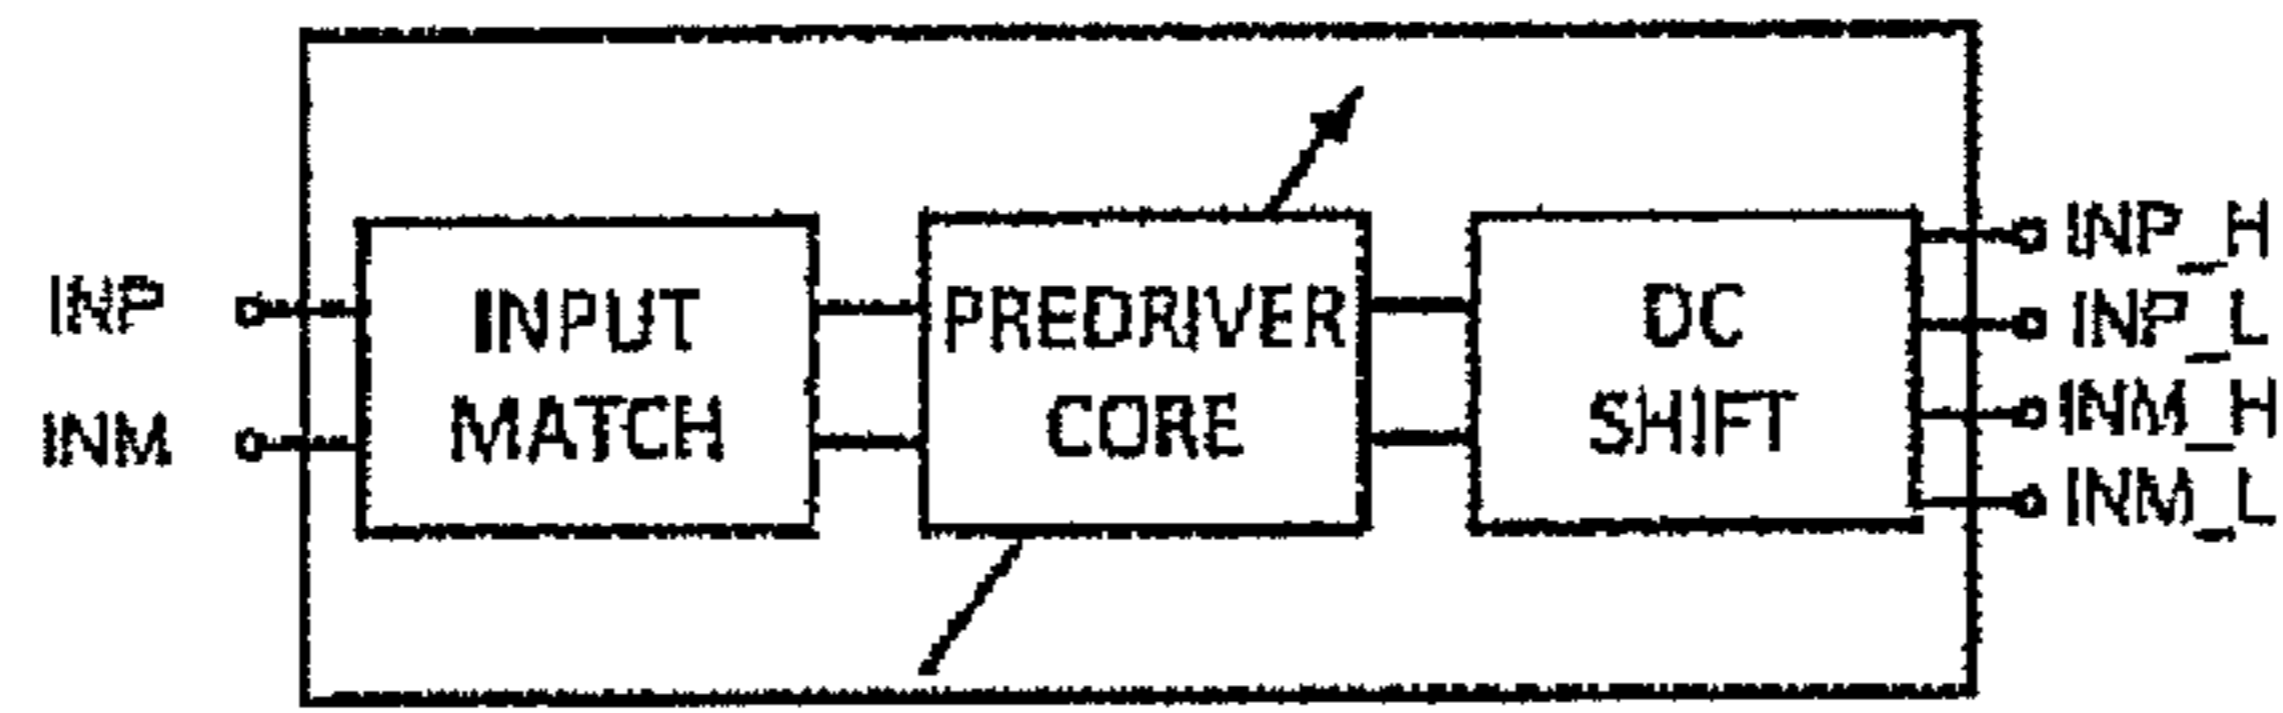 INP
INM
INPUT
MATCH
PREDRIVER
CORE
DC
SHIFT
INP_H
INP_L
INM_H
INM_L